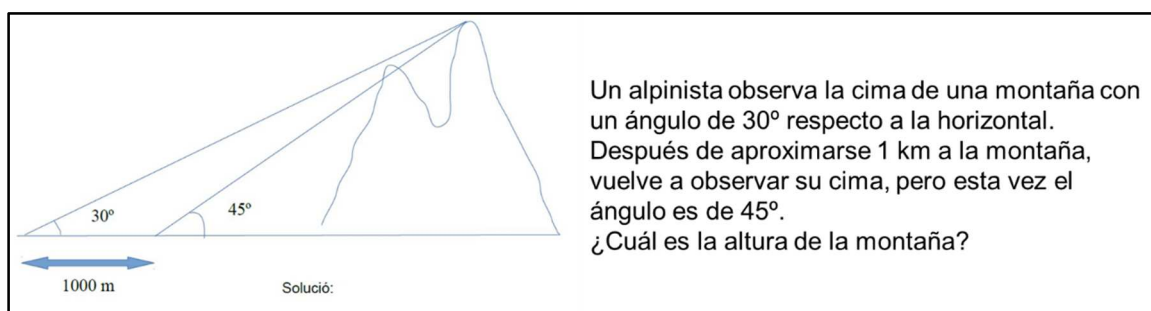 30º
45º
1000 m
Solució:
Un alpinista observa la cima de una montaña con
un ángulo de 30º respecto a la horizontal.
Después de aproximarse 1 km a la montaña,
vuelve a observar su cima, pero esta vez el
ángulo es de 45º.
¿Cuál es la altura de la montaña?